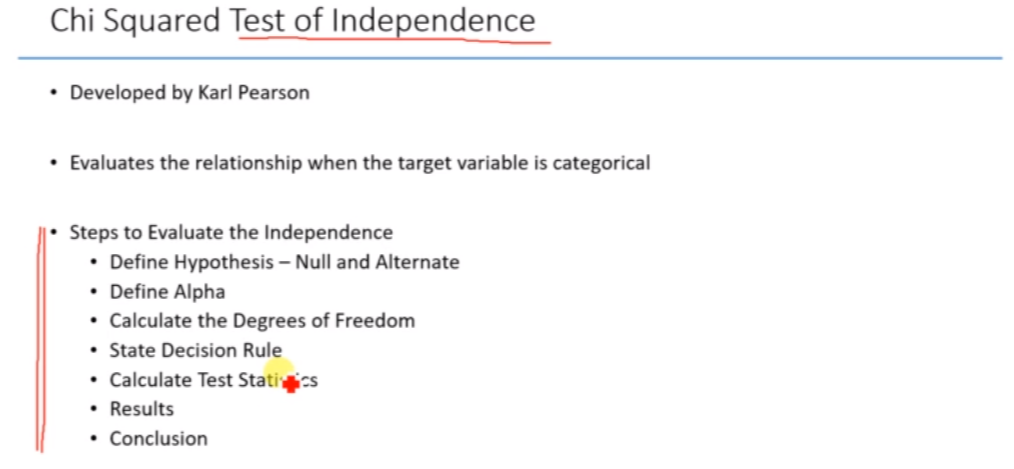 Chi Squared Test of Independence
• Developed by Karl Pearson
• Evaluates the relationship when the target variable is categorical
• Steps to Evaluate the Independence
• Define Hypothesis – Null and Alternate
• Define Alpha
• Calculate the Degrees of Freedom
• State Decision Rule
• Calculate Test Statistics
• Results
• Conclusion